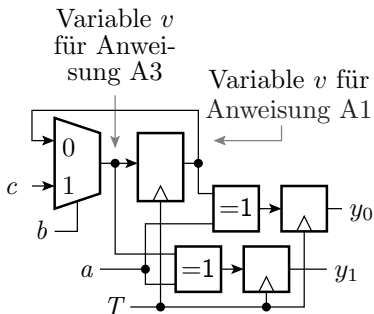 Variable v
für Anwei-
sung A3
Variable v für
Anweisung A1
0
c 1
b
=1 y0
a =1 y1
T